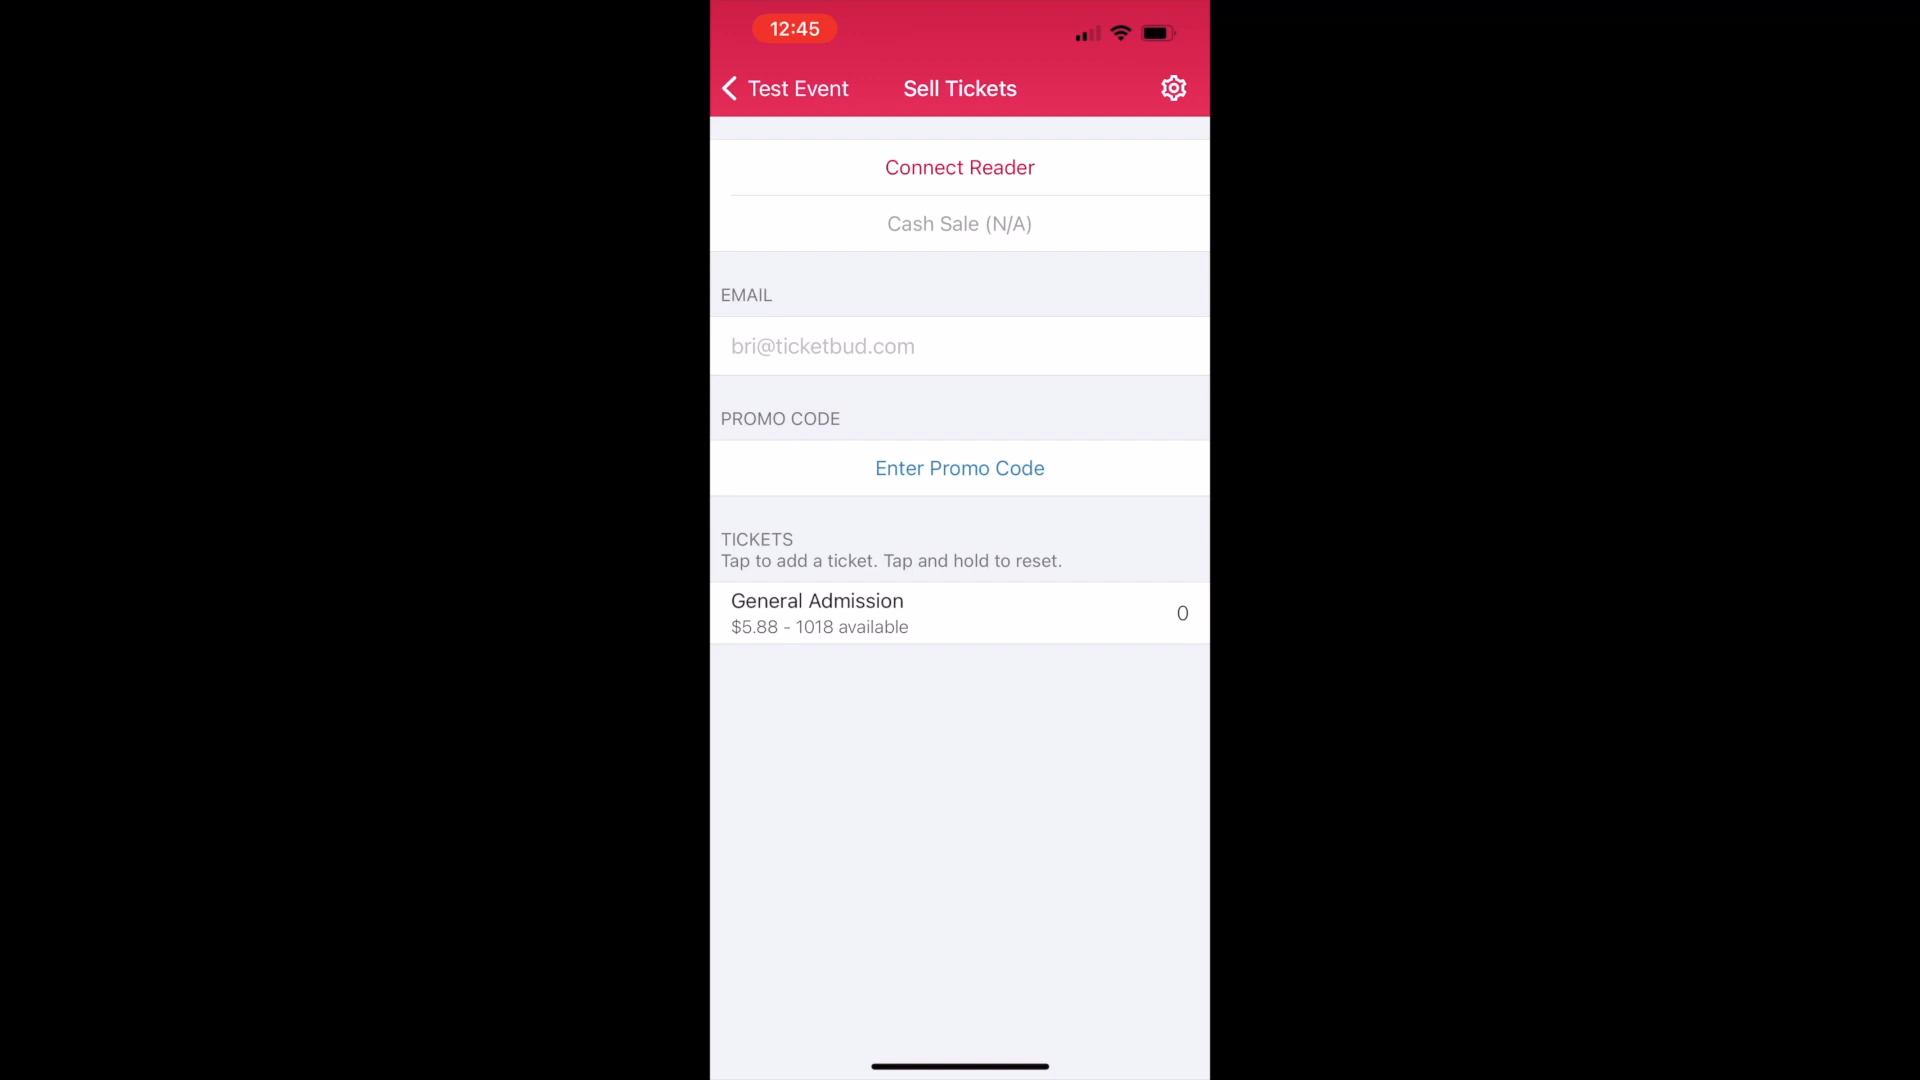 12:45
Test Event
Sell Tickets
Connect Reader
Cash Sale (N/A)
EMAIL
bri@ticketbud.com
PROMO CODE
Enter Promo Code
TICKETS
Tap to add a ticket. Tap and hold to reset.
General Admission
0
$5.88 - 1018 available